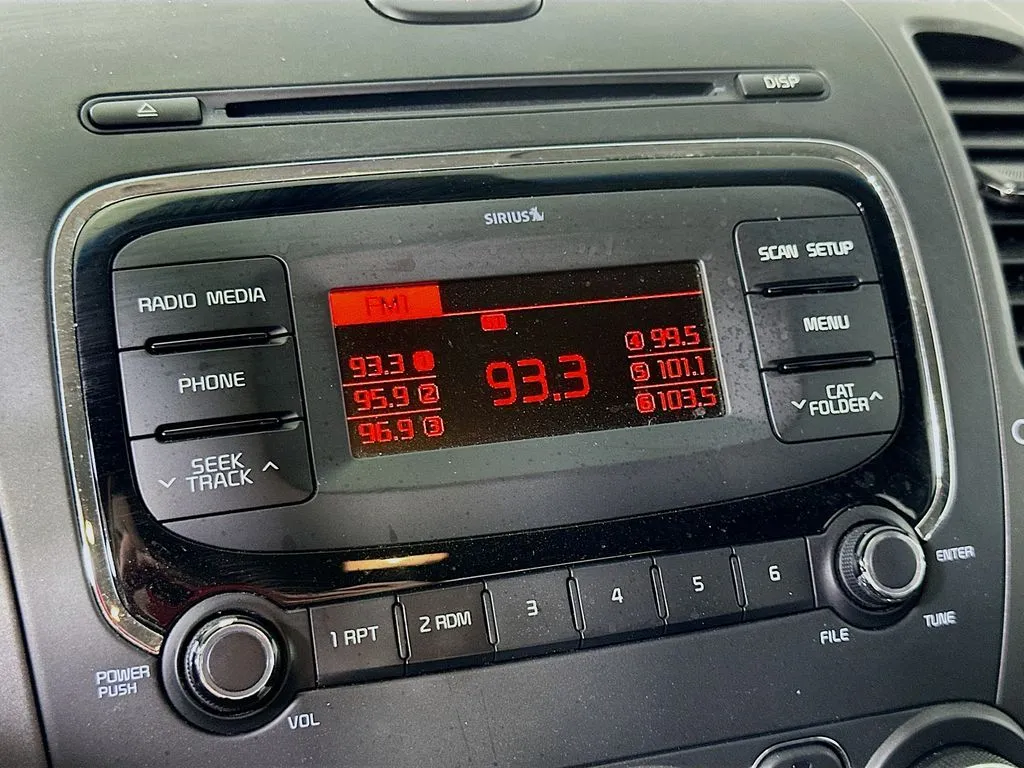 DISP
SIRIUS
RADIO MEDIA
PHONE
SEEK
TRACK
FM1
93.3 1
95.9 2
96.9 3
93.3
4 99.5
5 101.1
6 103.5
SCAN SETUP
MENU
CAT
FOLDER
POWER
PUSH
VOL
1 RPT
2 RDM
3
4
5
6
FILE
TUNE
ENTER